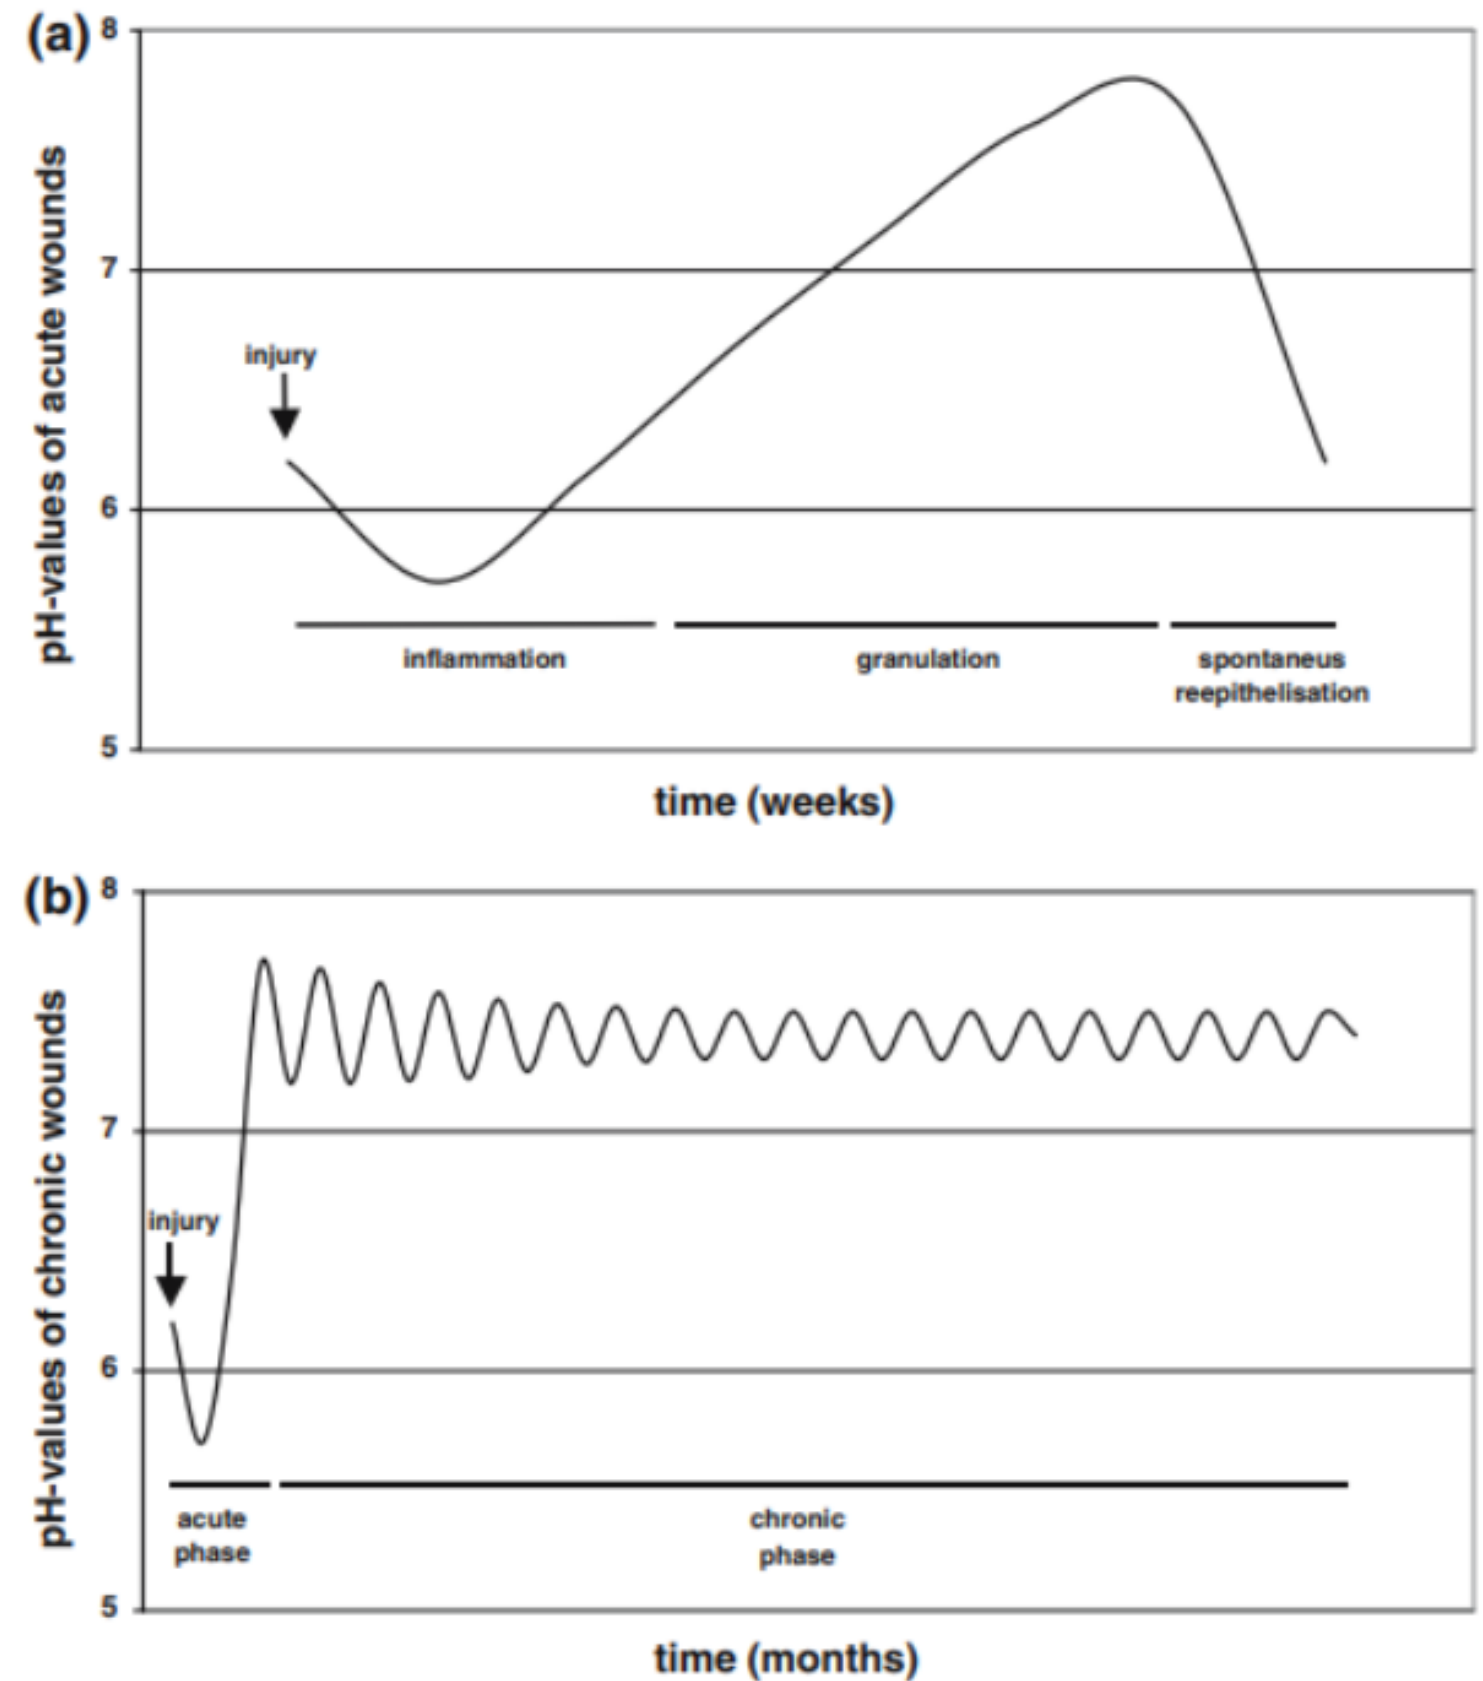 (a)
8
7
6
5
pH-values of acute wounds
injury
inflammation
granulation
spontaneus
reepithelisation
time (weeks)
(b)
8
7
6
5
pH-values of chronic wounds
injury
acute
phase
chronic
phase
time (months)